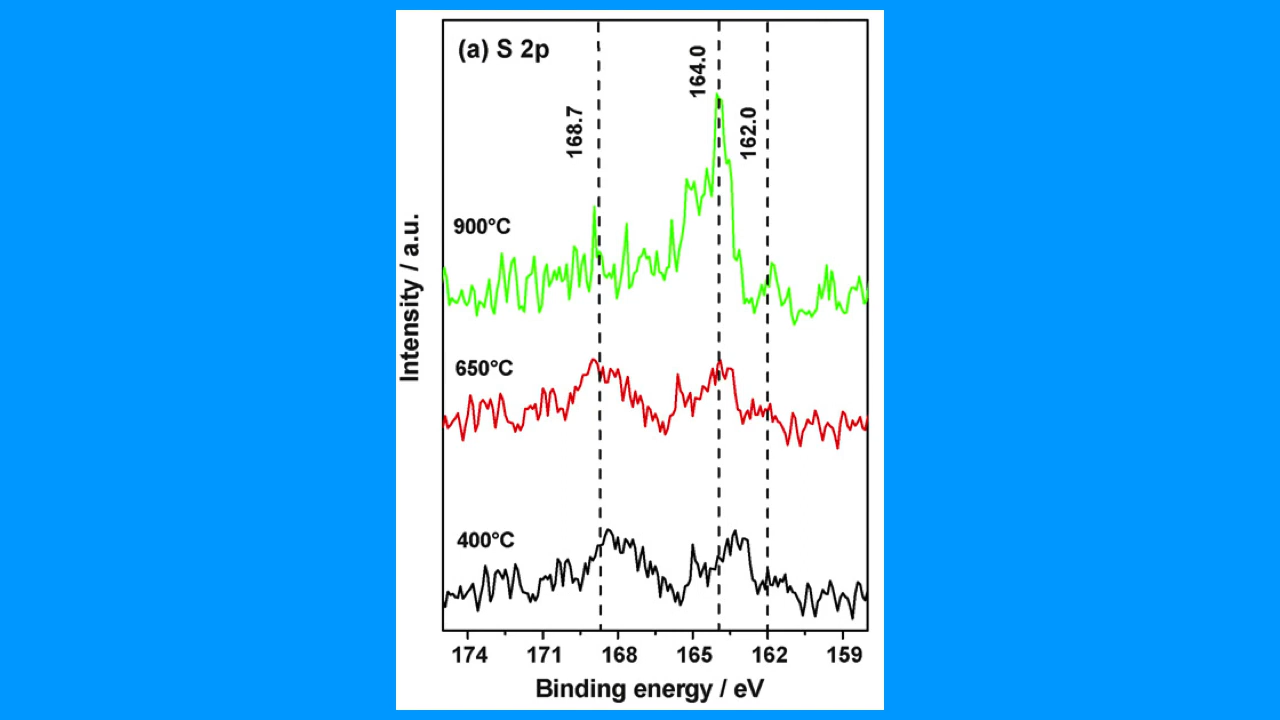 (a) S 2p
168.7
164.0
162.0
900°C
650°C
400°C
Intensity / a.u.
174 171 168 165 162 159
Binding energy / eV